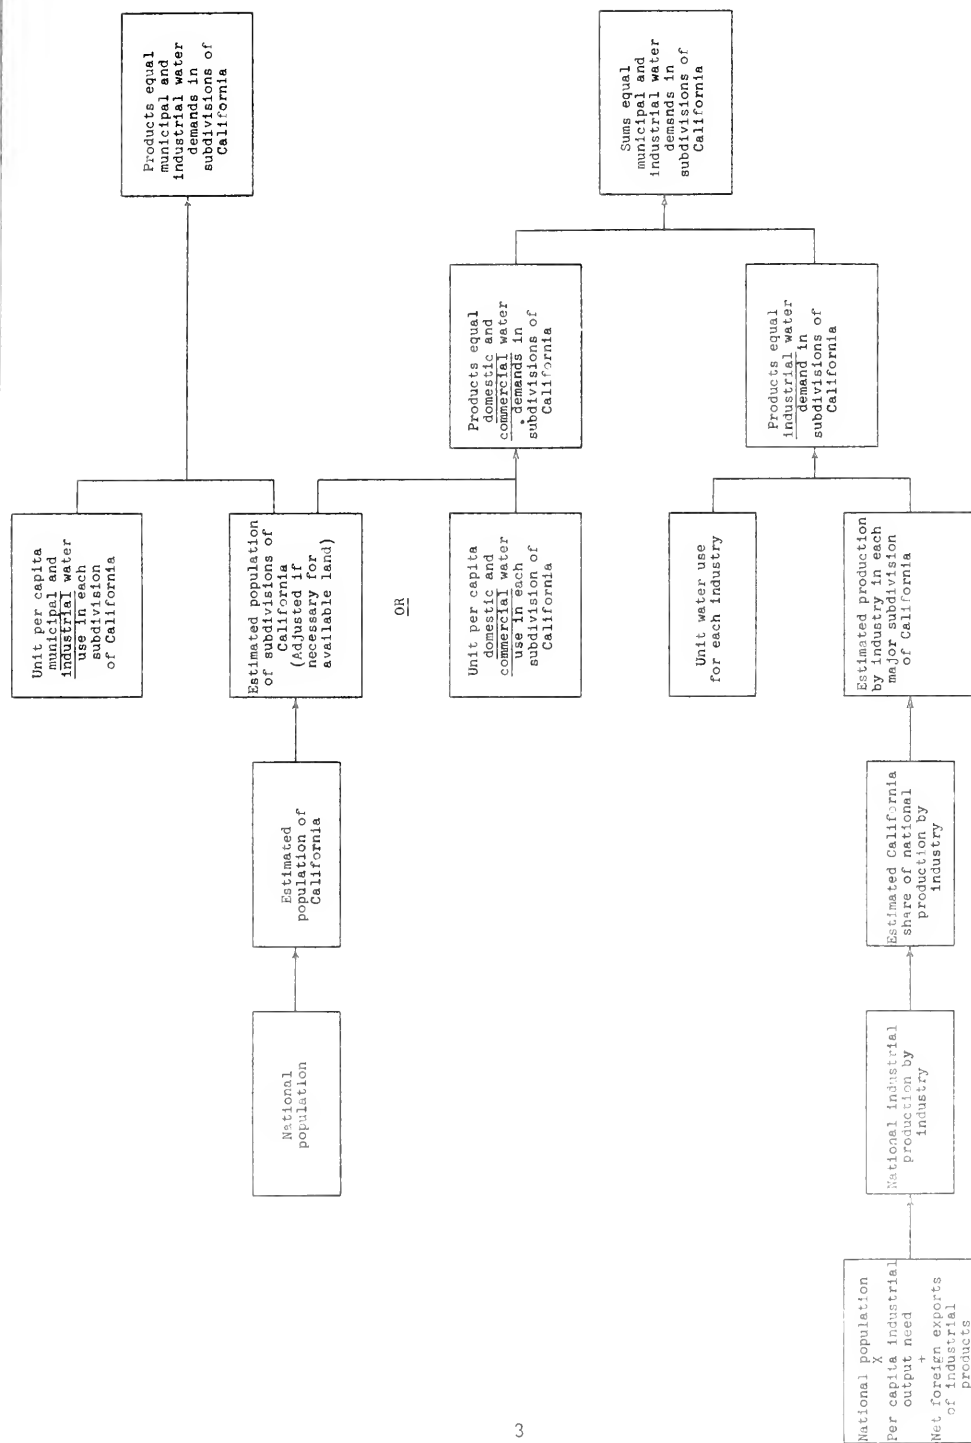 Unit per capita
municipal and
industrial water
use in each
subdivision
of California
Products equal
municipal and
industrial water
demands in
subdivisions of
California
National
population
Estimated
population of
California
Estimated population
of subdivisions of
California
(Adjusted if
necessary for
available land)
OR
Unit per capita
domestic and
commercial water
use in each
subdivision of
California
Products equal
domestic and
commercial water
demands in
subdivisions of
California
Sums equal
municipal and
industrial water
demands in
subdivisions of
California
Unit water use
for each industry
Products equal
industrial water
demand in
subdivisions of
California
National population
X
Per capita industrial
output need
+
Net foreign exports
of industrial
products
National industrial
production by
industry
Estimated California
share of national
production by
industry
Estimated production
by industry in each
major subdivision
of California
3